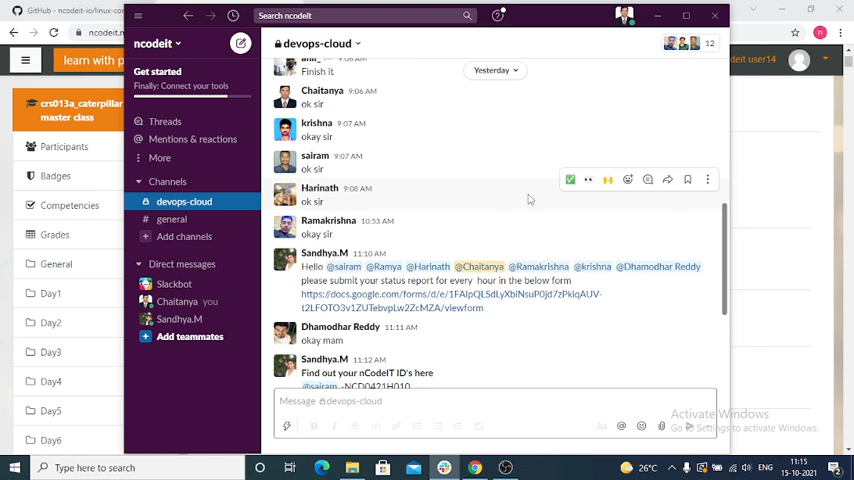 GitHub - ncodeit-io/linux-cor
ncodeit.n
learn with p
crs013a_caterpillar
master class
Participants
Badges
Competencies
Grades
General
Day1
Day2
Day3
Day4
Day5
Day6
deit user14
n
Search ncodeit
ncodeit
Get started
Finally: Connect your tools
Threads
Mentions & reactions
More
Channels
devops-cloud
# general
Add channels
Direct messages
Slackbot
Chaitanya you
Sandhya.M
Add teammates
devops-cloud
12
Yesterday
Finish it
Chaitanya 9:06 AM
ok sir
krishna 9:07 AM
okay sir
sairam 9:07 AM
ok sir
Harinath 9:08 AM
ok sir
Ramakrishna 10:53 AM
okay sir
Sandhya.M 11:10 AM
Hello @sairam @Ramya @Harinath @Chaitanya @Ramakrishna @krishna @Dhamodhar Reddy
please submit your status report for every hour in the below form
https://docs.google.com/forms/d/e/1FAIpQLSdLyXbiNsuP0jd7zPkiqAUV-
t2LFOTO3v1ZUTebvpLw2ZcMZA/viewform
Dhamodhar Reddy 11:11 AM
okay mam
Sandhya.M 11:12 AM
Find out your nCodeIT ID's here
@sairam -NCD0421H010
Message devops-cloud
Activate Windows
Go to Settings to activate Windows.
Type here to search
26°C
ENG
11:15
15-10-2021
2